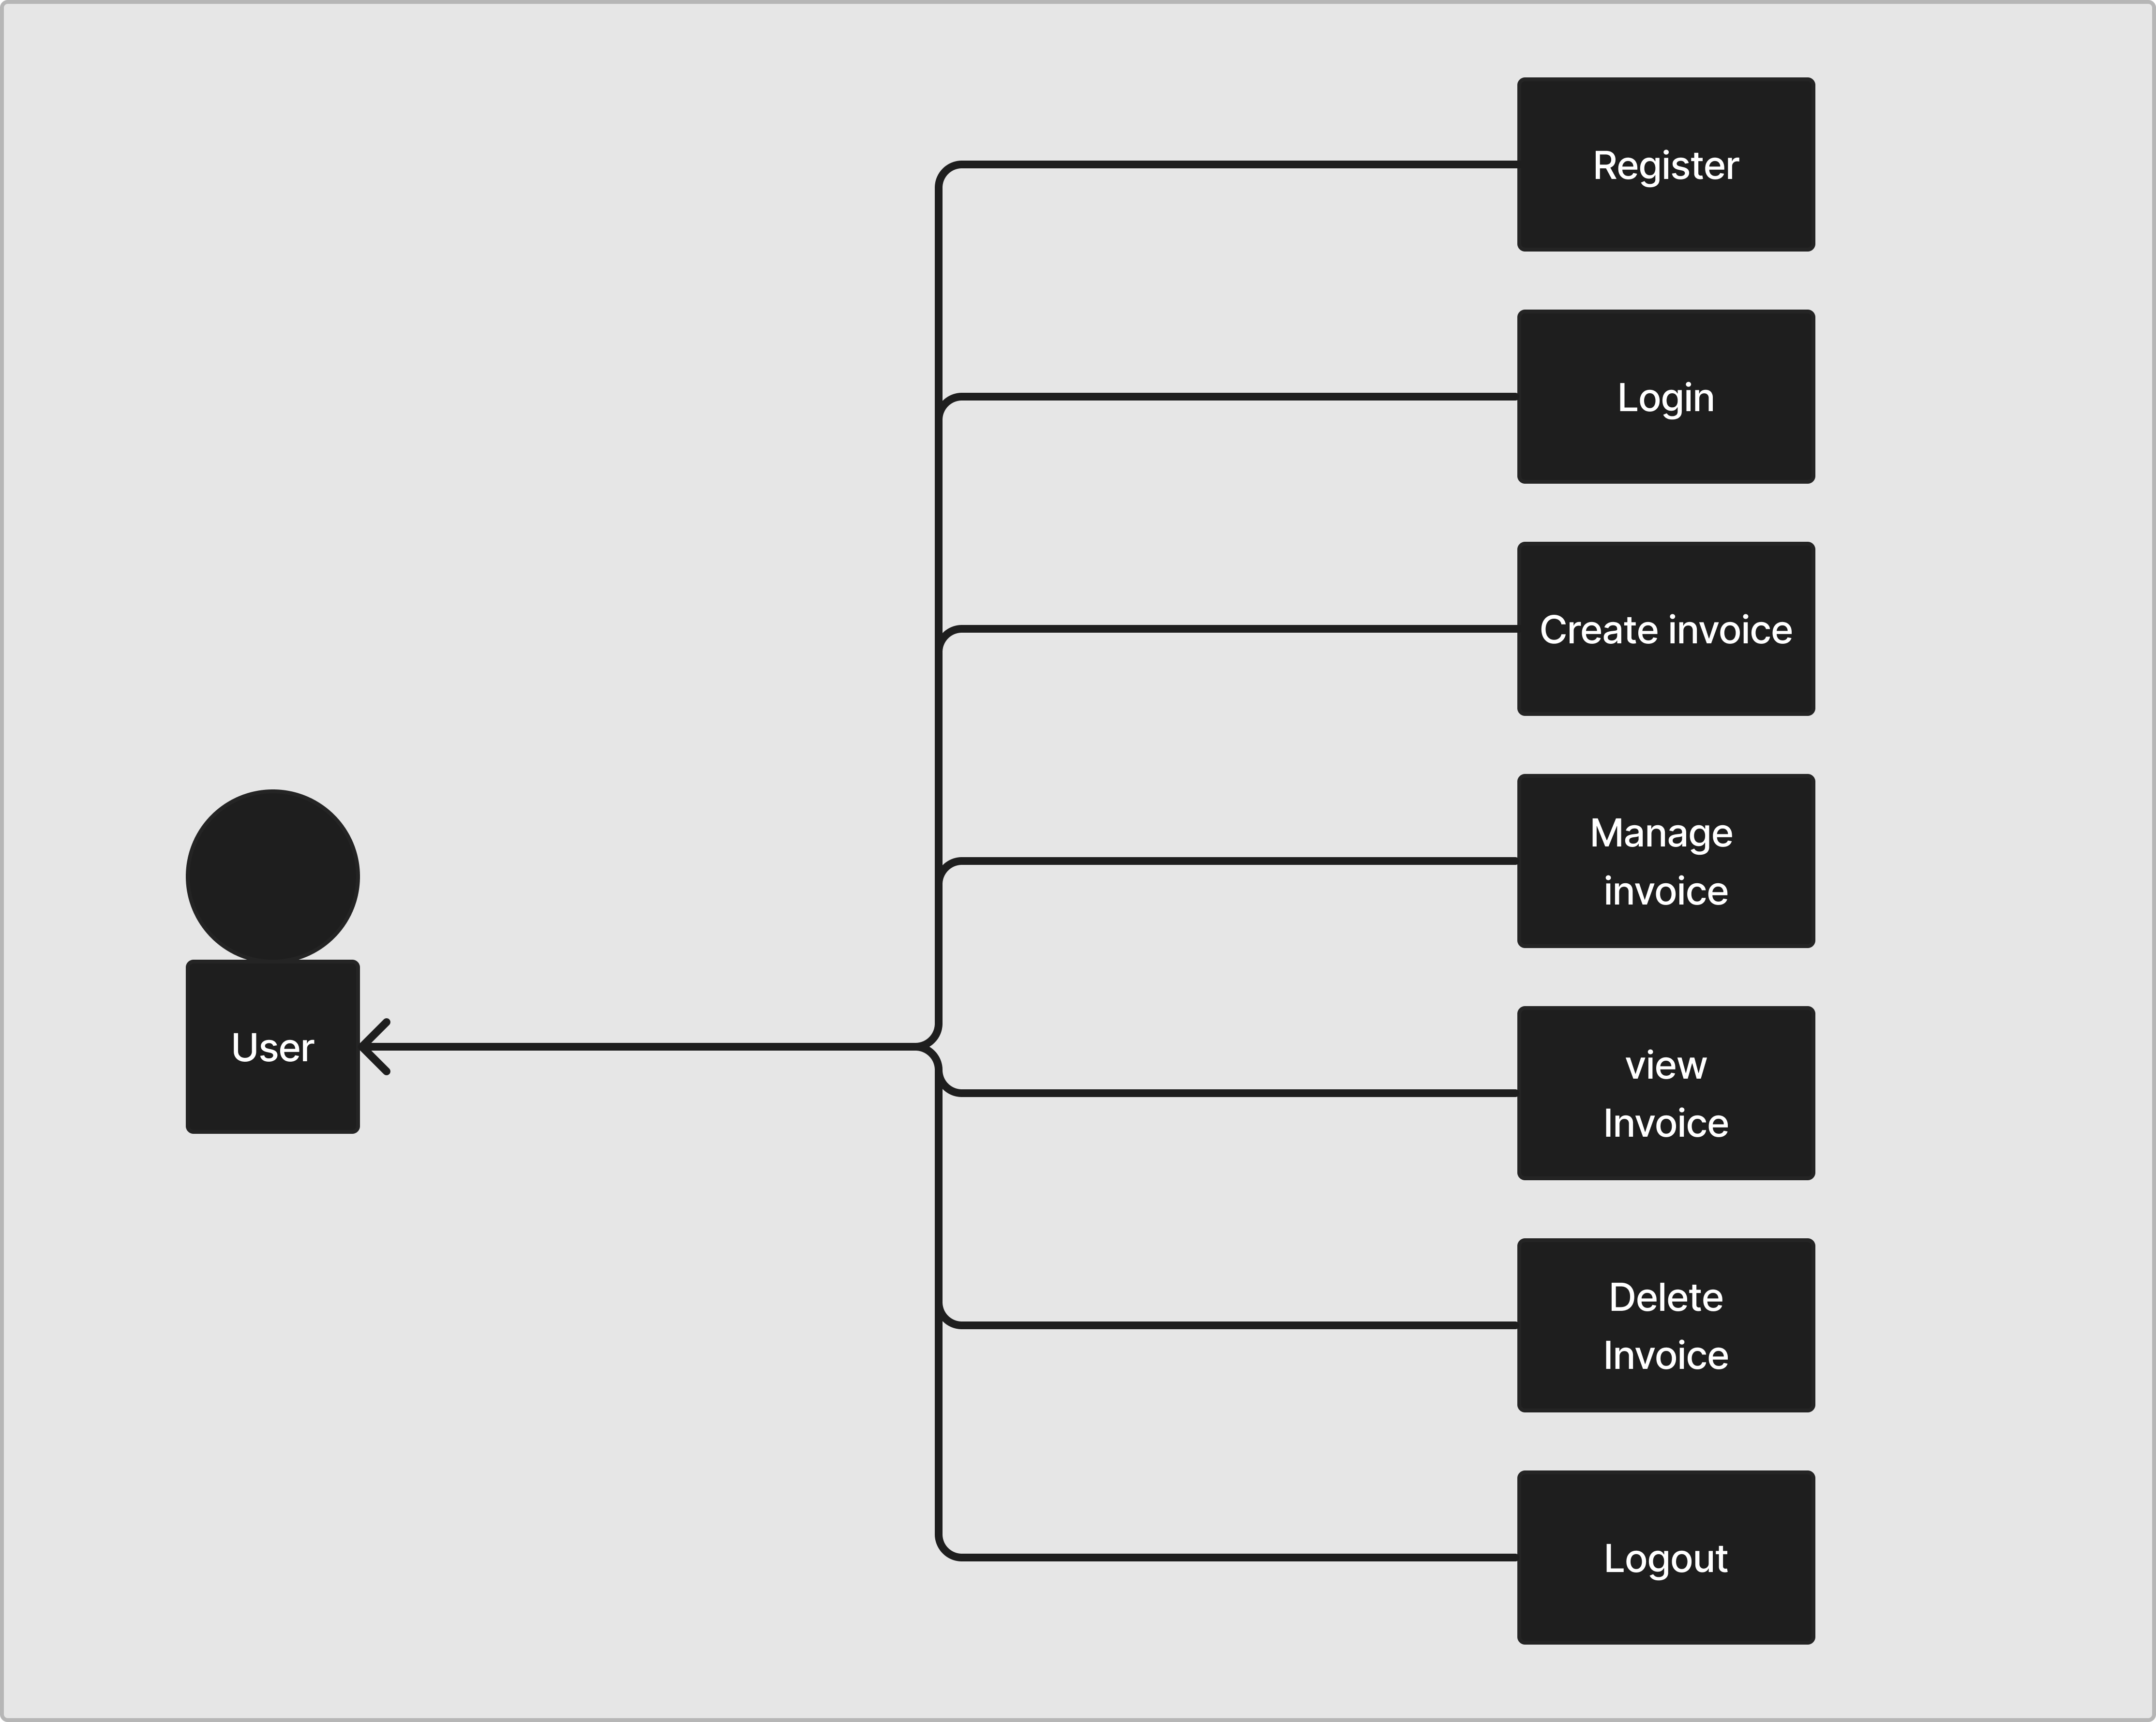 Register
Login
Create invoice
Manage
invoice
User
view
Invoice
Delete
Invoice
Logout